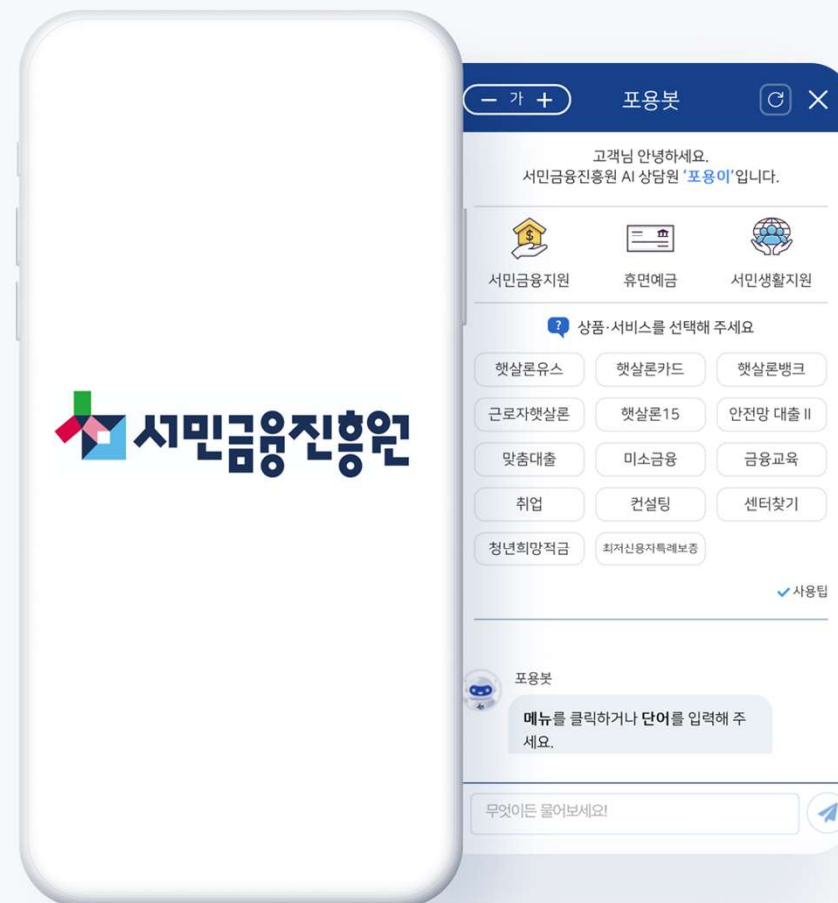 서민금융진흥원
- 가 +
포용봇
고객님 안녕하세요.
서민금융진흥원 AI 상담원 '포용이'입니다.
서민금융지원
휴면예금
서민생활지원
? 상품·서비스를 선택해 주세요
햇살론유스
햇살론카드
햇살론뱅크
근로자햇살론
햇살론15
안전망 대출 II
맞춤대출
미소금융
금융교육
취업
컨설팅
센터찾기
청년희망적금
최저신용자특례보증
사용팁
포용봇
메뉴를 클릭하거나 단어를 입력해 주
세요.
무엇이든 물어보세요!